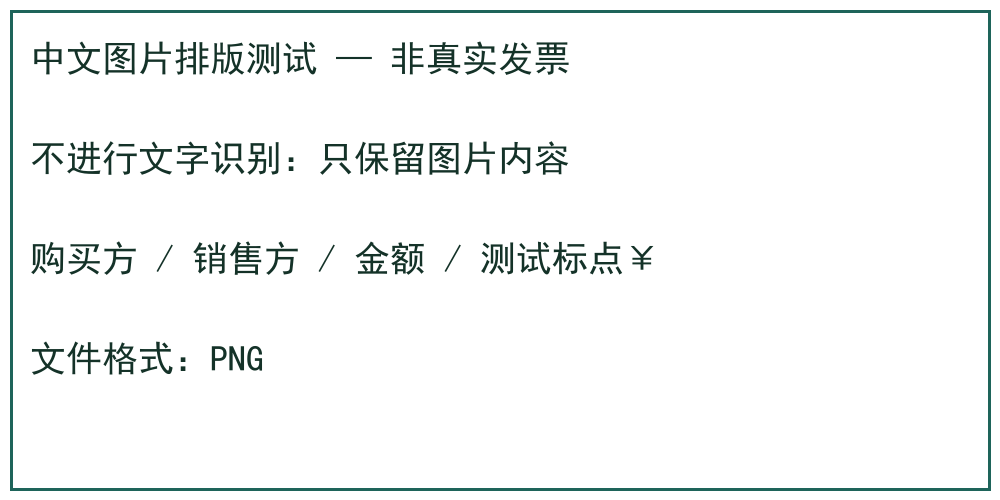 中文图片排版测试 — 非真实发票
不进行文字识别：只保留图片内容
购买方 / 销售方 / 金额 / 测试标点￥
文件格式：PNG